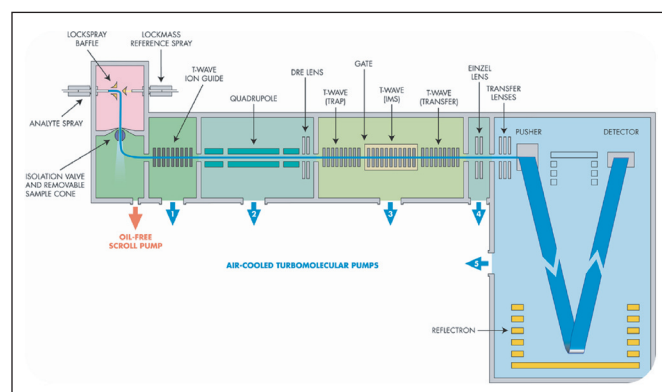 LOCKSPRAY
BAFFLE
LOCKMASS
REFERENCE SPRAY
T-WAVE
ION GUIDE
ANALYTE SPRAY
ISOLATION VALVE
AND REMOVABLE
SAMPLE CONE
QUADRUPOLE
DRE LENS
T-WAVE
(TRAP)
GATE
T-WAVE
(IMS)
T-WAVE
(TRANSFER)
EINZEL
LENS
TRANSFER
LENSES
PUSHER
DETECTOR
OIL-FREE
SCROLL PUMP
1
2
3
4
5
AIR-COOLED TURBOMOLECULAR PUMPS
REFLECTRON